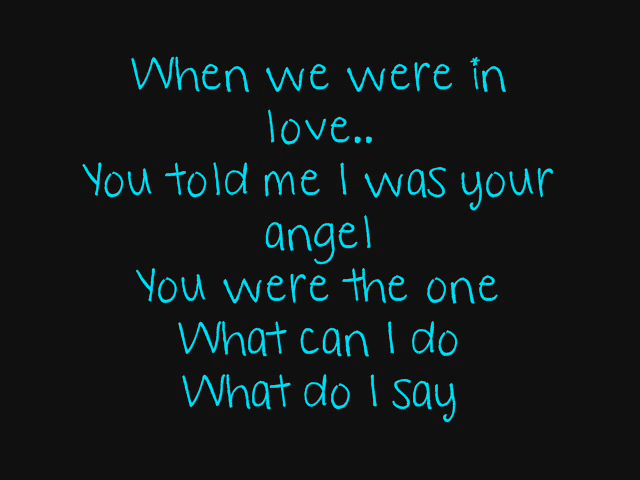 When we were in
love..
You told me I was your
angel
You were the one
What can I do
What do I say